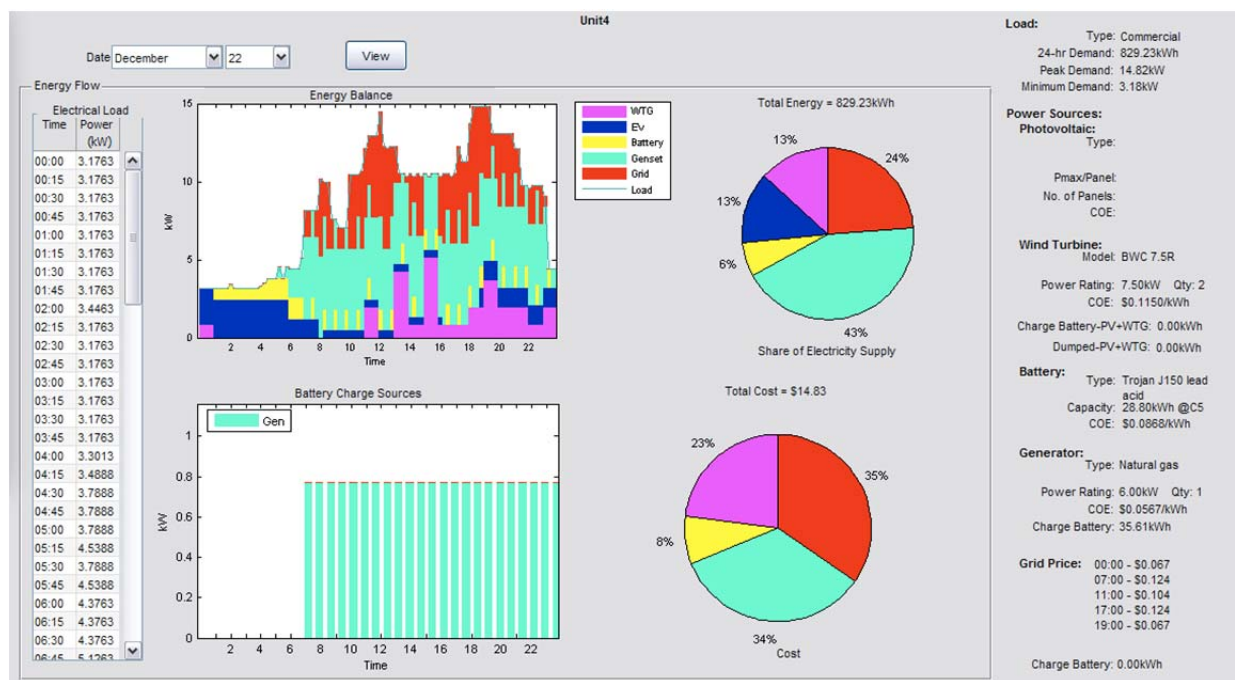 Unit4
Date December 22 View
Energy Flow
Electrical Load
Time Power
(kW)
00:00 3.1763
00:15 3.1763
00:30 3.1763
00:45 3.1763
01:00 3.1763
01:15 3.1763
01:30 3.1763
01:45 3.1763
02:00 3.4463
02:15 3.1763
02:30 3.1763
02:45 3.1763
03:00 3.1763
03:15 3.1763
03:30 3.1763
03:45 3.1763
04:00 3.3013
04:15 3.4888
04:30 3.7888
04:45 3.7888
05:00 3.7888
05:15 4.5388
05:30 3.7888
05:45 4.5388
06:00 4.3763
06:15 4.3763
06:30 4.3763
06:45 5.1263
Energy Balance
15
10
5
0
kW
2 4 6 8 10 12 14 16 18 20 22
Time
WTG
EV
Battery
Genset
Grid
Load
Total Energy = 829.23kWh
13%
24%
13%
6%
43%
Share of Electricity Supply
Battery Charge Sources
Gen
1
0.8
0.6
0.4
0.2
0
kW
2 4 6 8 10 12 14 16 18 20 22
Time
Total Cost = $14.83
23%
35%
8%
34%
Cost
Load:
Type: Commercial
24-hr Demand: 829.23kWh
Peak Demand: 14.82kW
Minimum Demand: 3.18kW
Power Sources:
Photovoltaic:
Type:
Pmax/Panel:
No. of Panels:
COE:
Wind Turbine:
Model: BWC 7.5R
Power Rating: 7.50kW Qty: 2
COE: $0.1150/kWh
Charge Battery-PV+WTG: 0.00kWh
Dumped-PV+WTG: 0.00kWh
Battery:
Type: Trojan J150 lead
acid
Capacity: 28.80kWh @C5
COE: $0.0868/kWh
Generator:
Type: Natural gas
Power Rating: 6.00kW Qty: 1
COE: $0.0567/kWh
Charge Battery: 35.61kWh
Grid Price: 00:00 - $0.067
07:00 - $0.124
11:00 - $0.104
17:00 - $0.124
19:00 - $0.067
Charge Battery: 0.00kWh